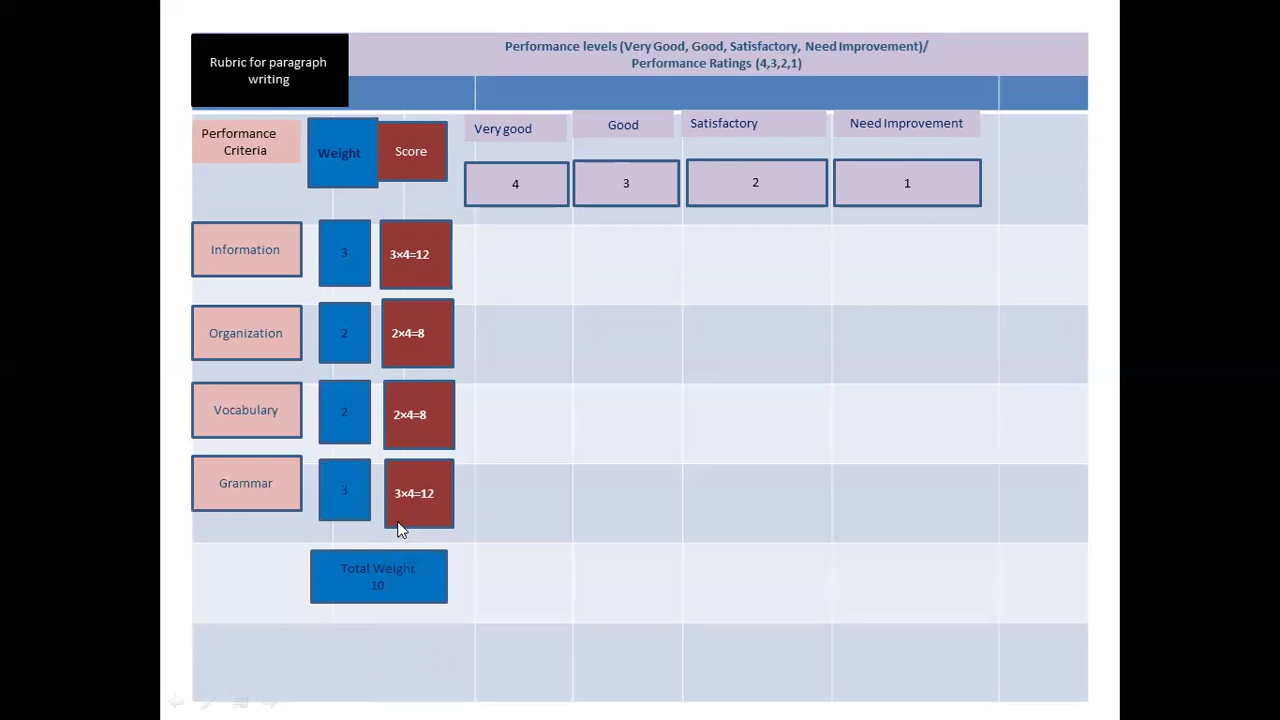 Rubric for paragraph
writing
Performance levels (Very Good, Good, Satisfactory, Need Improvement)/
Performance Ratings (4,3,2,1)
Performance
Criteria
Weight
Score
Very good
Good
Satisfactory
Need Improvement
4
3
2
1
Information
3
3×4=12
Organization
2
2×4=8
Vocabulary
2
2×4=8
Grammar
3
3×4=12
Total Weight
10